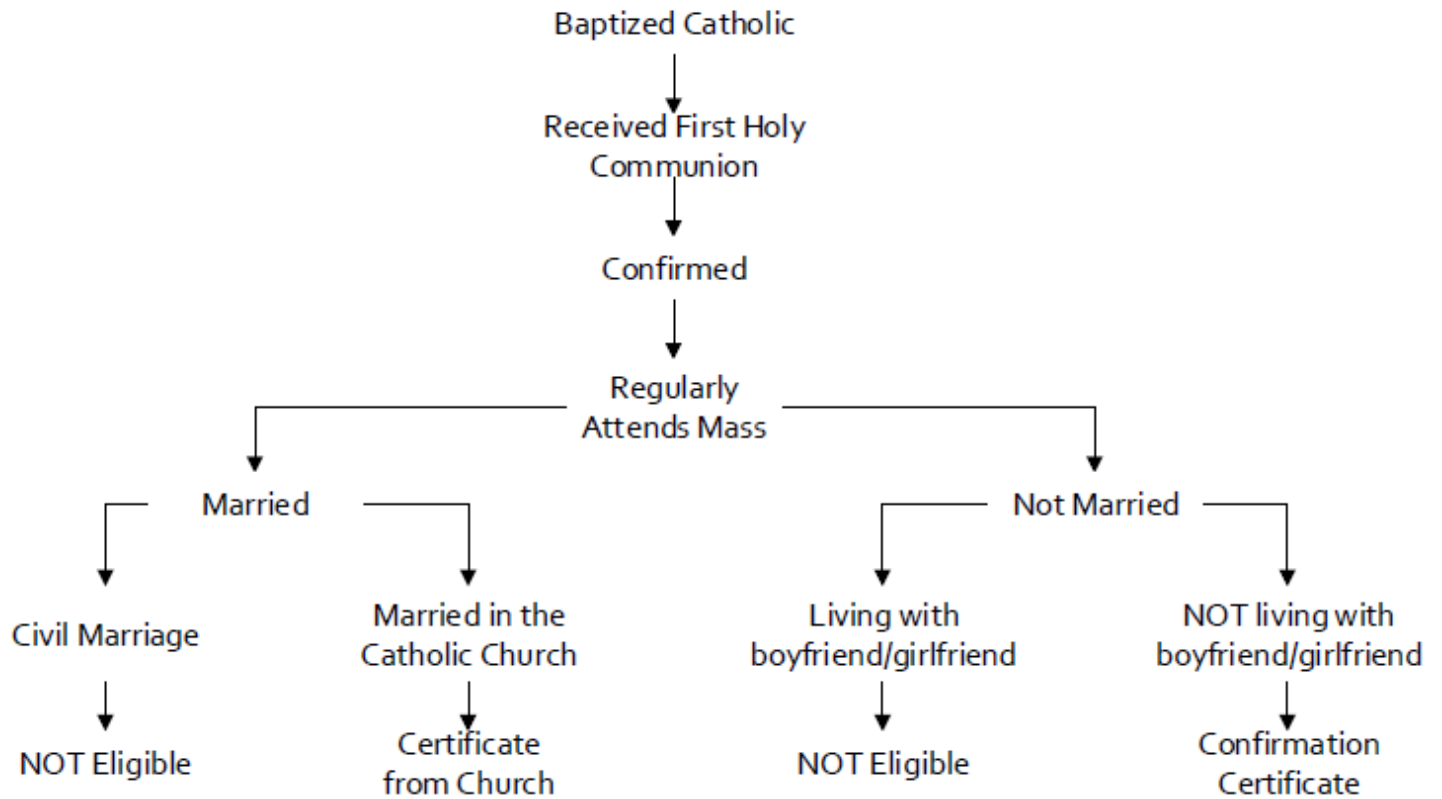 Baptized Catholic
Received First Holy
Communion
Confirmed
Regularly
Attends Mass
Married
Not Married
Civil Marriage
Married in the
Catholic Church
Living with
boyfriend/girlfriend
NOT living with
boyfriend/girlfriend
NOT Eligible
Certificate
from Church
NOT Eligible
Confirmation
Certificate